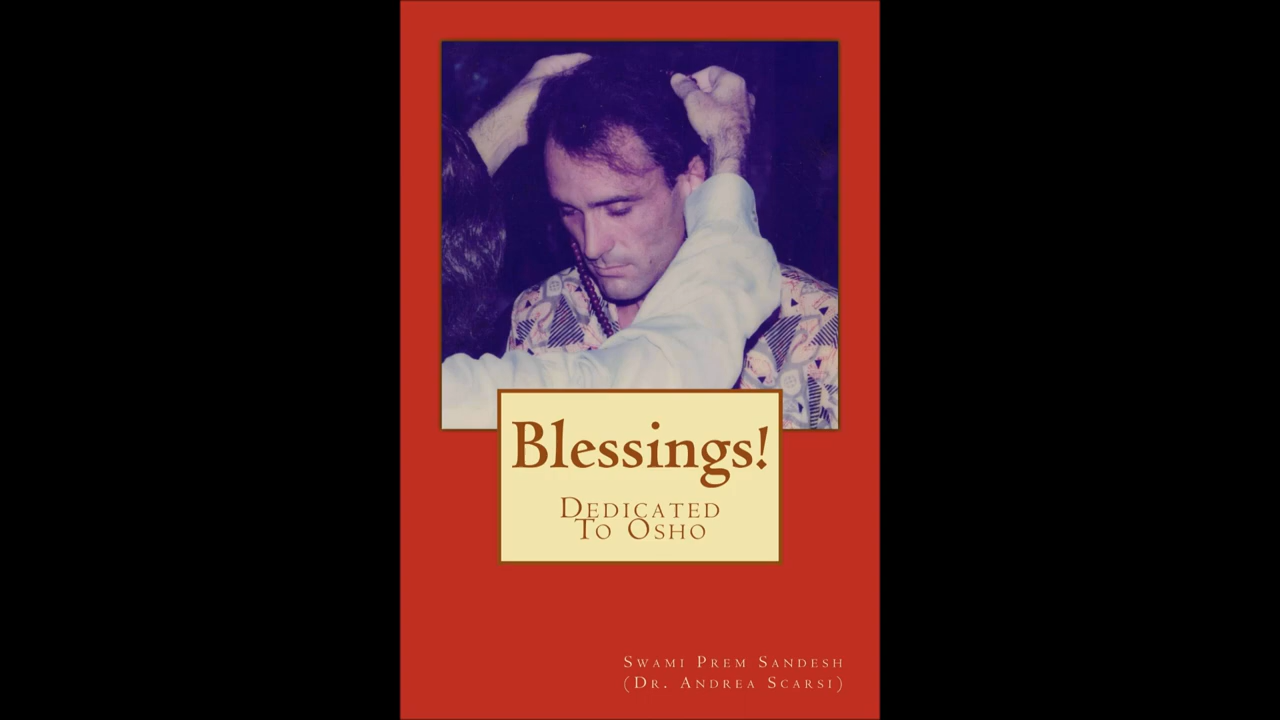 Blessings!
Dedicated
To Osho
Swami Prem Sandesh
(Dr. Andrea Scarsi)